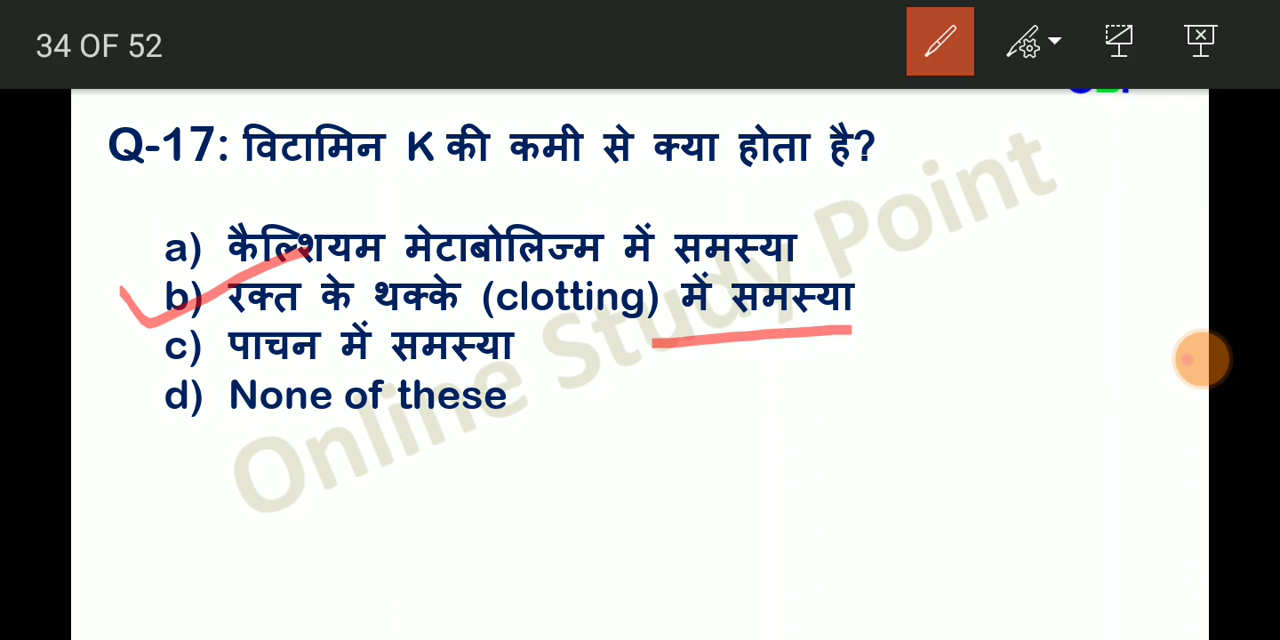 34 OF 52
Q-17: विटामिन K की कमी से क्या होता है?
a) कैल्शियम मेटाबोलिज्म में समस्या
b) रक्त के थक्के (clotting) में समस्या
c) पाचन में समस्या
d) None of these
Online Study Point